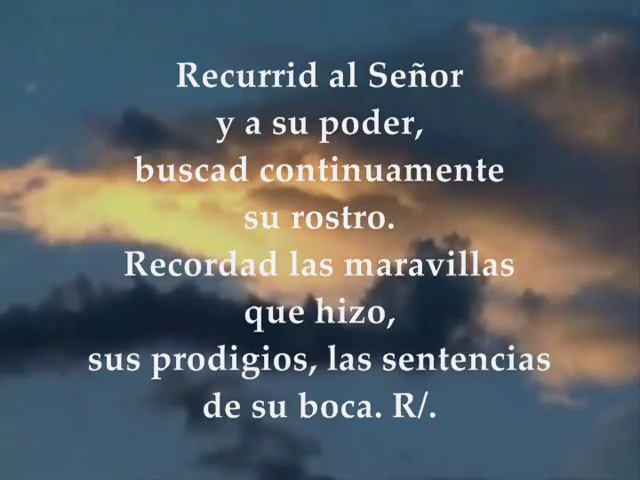 Recurrid al Señor
y a su poder,
buscad continuamente
su rostro.
Recordad las maravillas
que hizo,
sus prodigios, las sentencias
de su boca. R/.